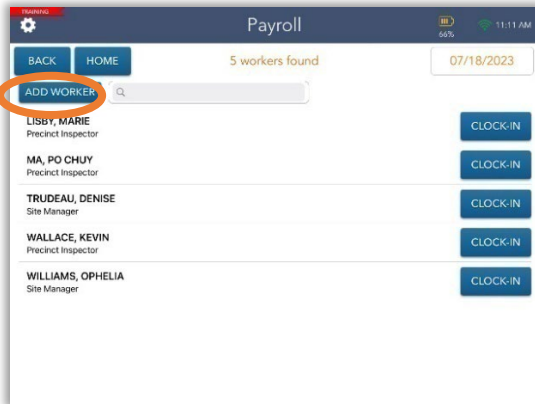 TRAINING
Payroll
66%
11:11 AM
BACK
HOME
5 workers found
07/18/2023
ADD WORKER
LISBY, MARIE
Precinct Inspector
CLOCK-IN
MA, PO CHUY
Precinct Inspector
CLOCK-IN
TRUDEAU, DENISE
Site Manager
CLOCK-IN
WALLACE, KEVIN
Precinct Inspector
CLOCK-IN
WILLIAMS, OPHELIA
Site Manager
CLOCK-IN